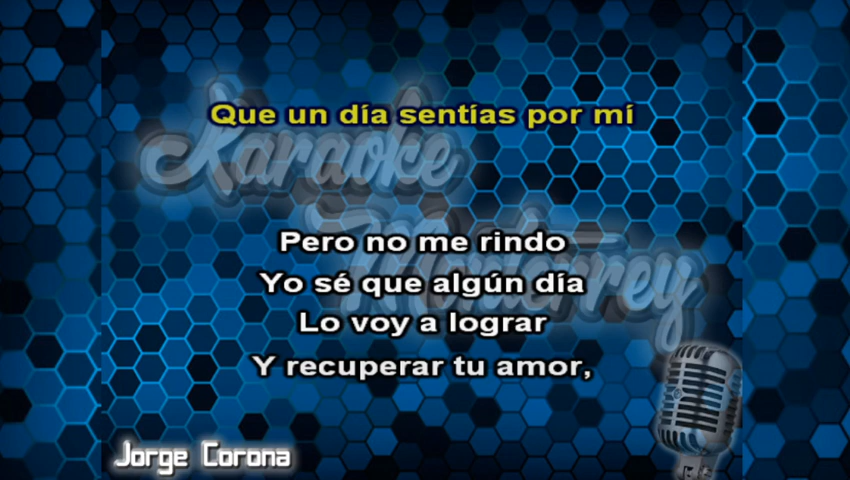 Que un día sentías por mí
Karaoke
Monterrey
Pero no me rindo
Yo sé que algún día
Lo voy a lograr
Y recuperar tu amor,
Jorge Corona